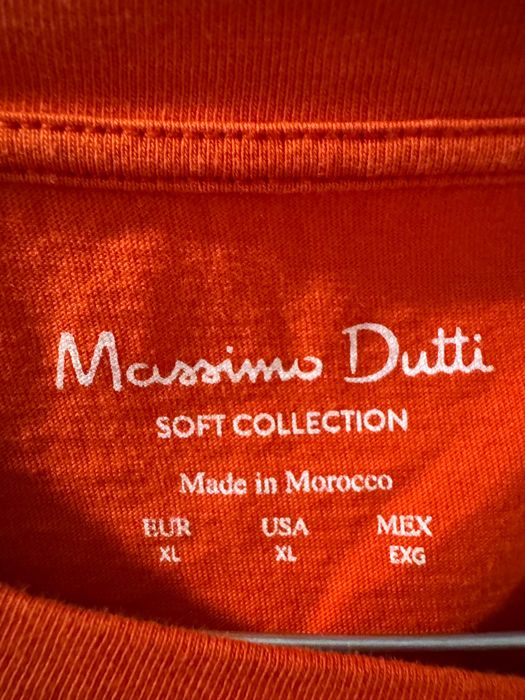 Massimo Dutti
SOFT COLLECTION
Made in Morocco
EUR USA MEX
XL XL EXG